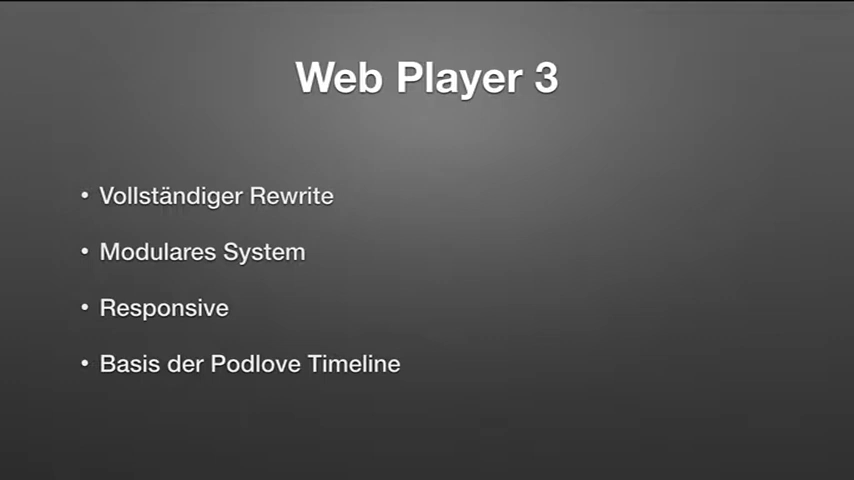 Web Player 3
• Vollständiger Rewrite
• Modulares System
• Responsive
• Basis der Podlove Timeline